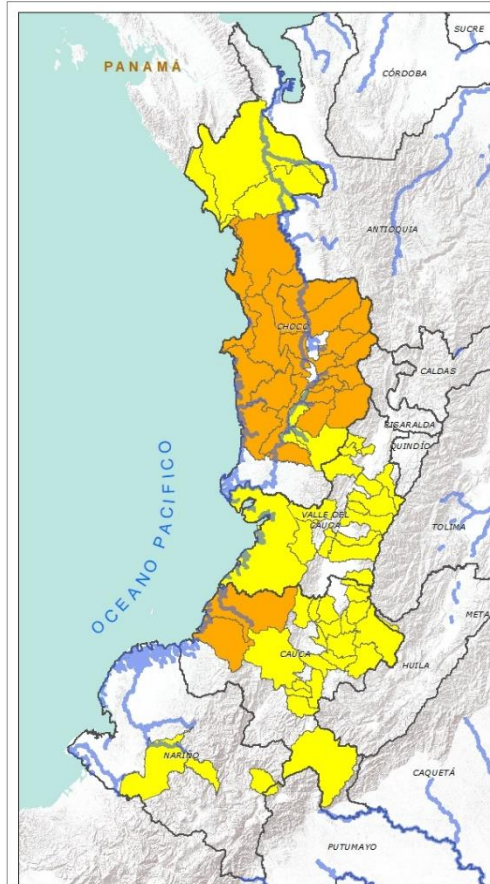 SUCRE
PANAMÁ
CÓRDOBA
ANTIOQUIA
CHOCÓ
CALDAS
RISARALDA
QUINDÍO
OCEANO PACÍFICO
VALLE DEL
CAUCA
TOLIMA
META
CAUCA
HUILA
NARIÑO
CAQUETÁ
PUTUMAYO